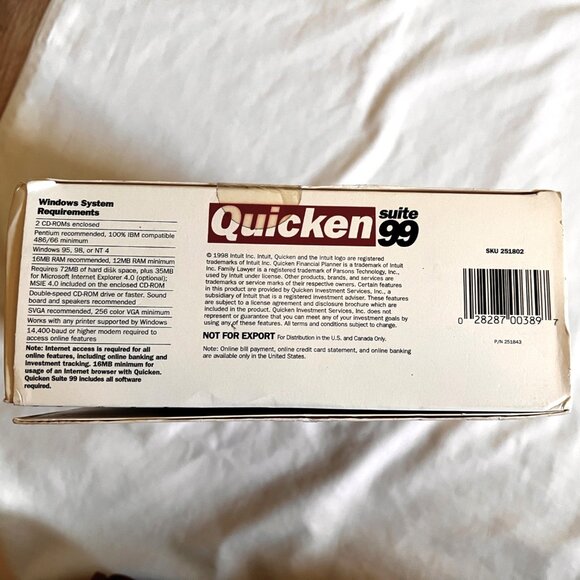 Windows System
Requirements
2 CD-ROMs enclosed
Pentium recommended, 100% IBM compatible
486/66 minimum
Windows 95, 98, or NT 4
16MB RAM recommended, 12MB RAM minimum
Requires 72MB of hard disk space, plus 35MB
for Microsoft Internet Explorer 4.0 (optional);
MSIE 4.0 included on the enclosed CD-ROM
Double-speed CD-ROM drive or faster. Sound
board and speakers recommended
SVGA recommended, 256 color VGA minimum
Works with any printer supported by Windows
14,400-baud or higher modem required to
access online features
Note: Internet access is required for all
online features, including online banking and
investment tracking. 16MB minimum for
usage of an Internet browser with Quicken.
Quicken Suite 99 includes all software
required.
Quicken suite
99
© 1998 Intuit Inc. Intuit, Quicken and the Intuit logo are registered
trademarks of Intuit Inc. Quicken Financial Planner is a trademark of Intuit
Inc. Family Lawyer is a registered trademark of Parsons Technology, Inc.,
used by Intuit under license. Other products, brands, and services are
trademarks or service marks of their respective owners. Certain features
in this product provided by Quicken Investment Services, Inc., a
subsidiary of Intuit that is a registered investment adviser. These features
are subject to a license agreement and disclosure brochure which are
included in the product. Quicken Investment Services, Inc. does not
represent or guarantee that you can meet any of your investment goals by
using any of these features. All terms and conditions subject to change.
NOT FOR EXPORT For Distribution in the U.S. and Canada Only.
Note: Online bill payment, online credit card statement, and online banking
are available only in the United States.
SKU 251802
0 28287 00389 7
P/N 251843